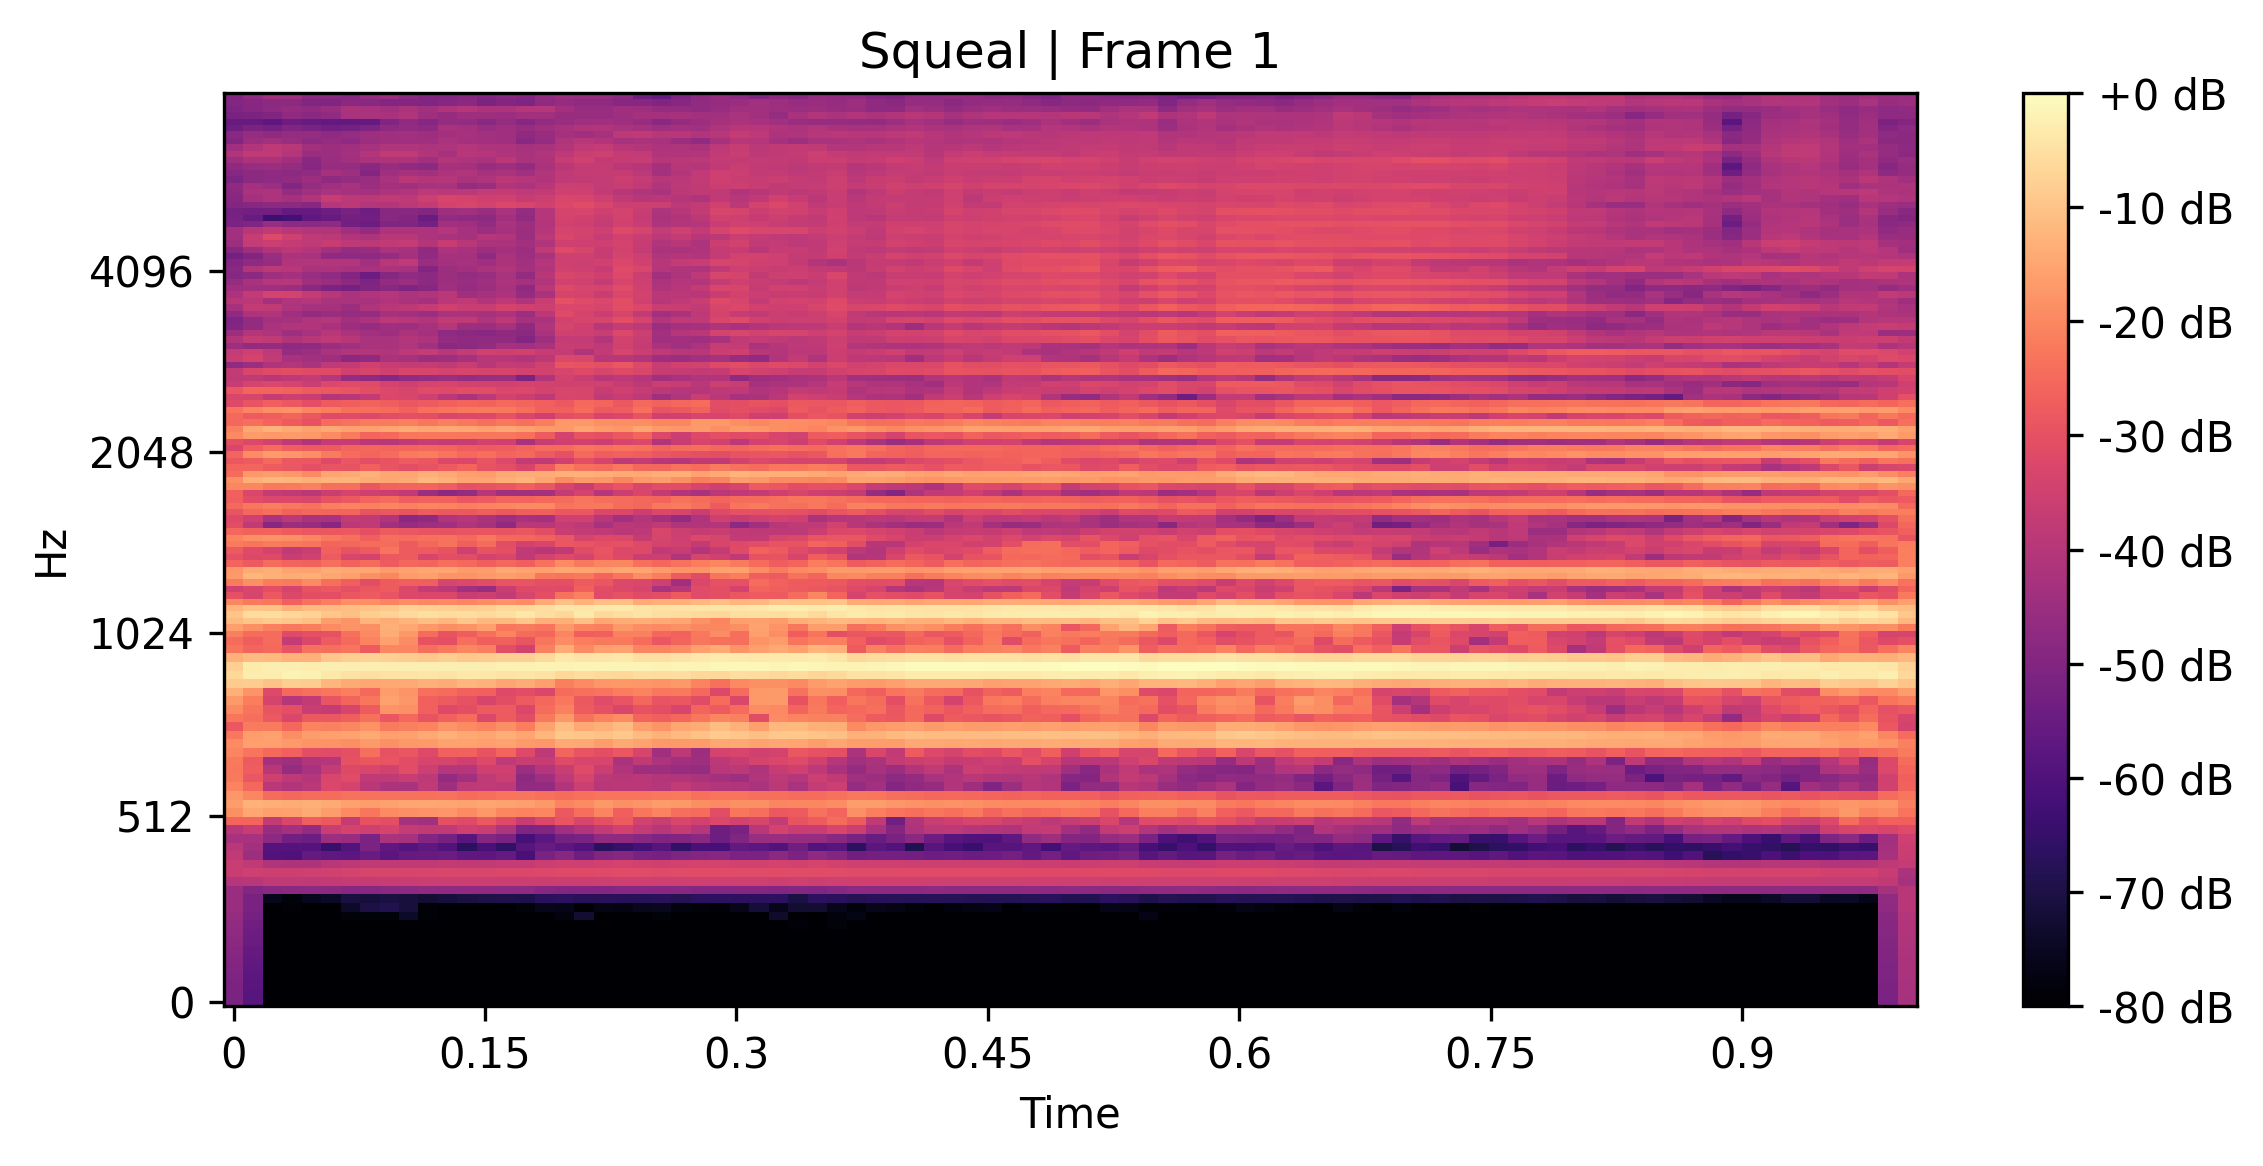 Squeal | Frame 1
+0 dB
-10 dB
-20 dB
-30 dB
-40 dB
-50 dB
-60 dB
-70 dB
-80 dB
Hz
4096
2048
1024
512
0
0
0.15
0.3
0.45
0.6
0.75
0.9
Time